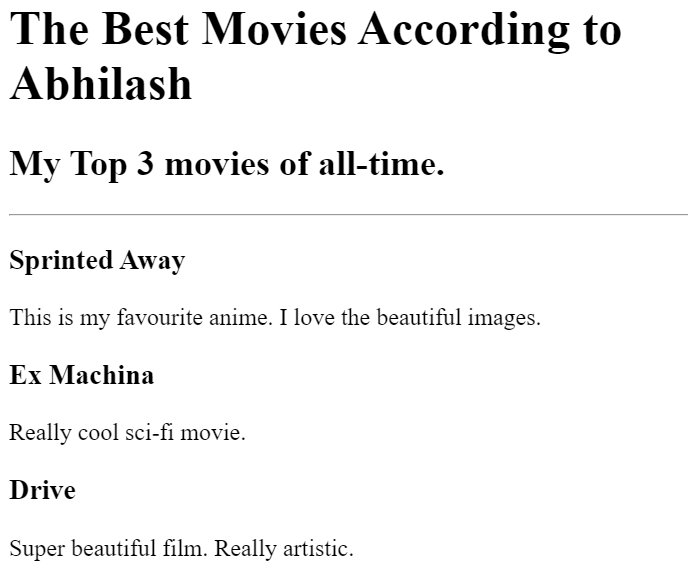 The Best Movies According to
Abhilash
My Top 3 movies of all-time.
Sprinted Away
This is my favourite anime. I love the beautiful images.
Ex Machina
Really cool sci-fi movie.
Drive
Super beautiful film. Really artistic.